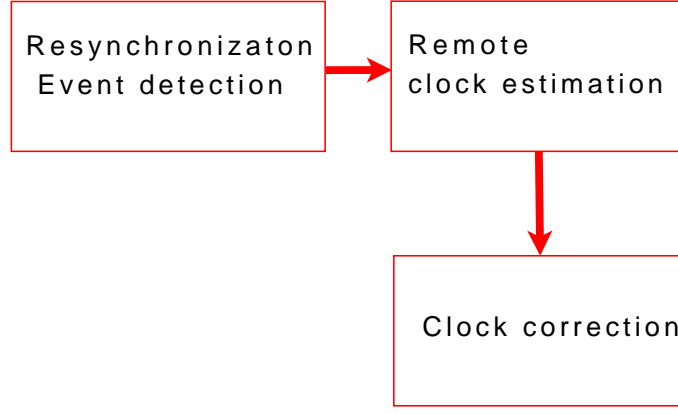 Resynchronizaton
Event detection
Remote
clock estimation
Clock correction